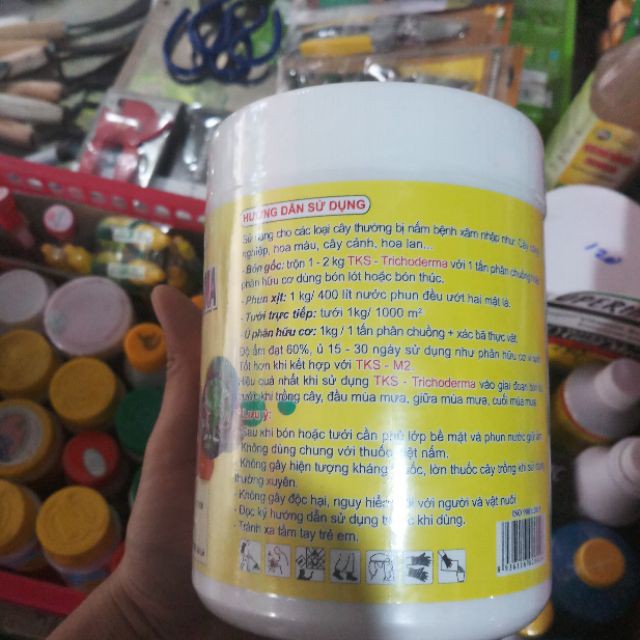 HƯỚNG DẪN SỬ DỤNG
Sử dụng cho các loại cây thường bị nấm bệnh xâm nhập như: Cây công
nghiệp, hoa màu, cây cảnh, hoa lan...
- Bón gốc: trộn 1 - 2 kg TKS - Trichoderma với 1 tấn phân chuồng hoặc
phân hữu cơ dùng bón lót hoặc bón thúc.
- Phun xịt: 1 kg/ 400 lít nước phun đều ướt hai mặt lá.
- Tưới trực tiếp: tưới 1kg/ 1000 m²
- Ủ phân hữu cơ: 1kg / 1 tấn phân chuồng + xác bã thực vật.
Độ ẩm đạt 60%, ủ 15 - 30 ngày sử dụng như phân hữu cơ vi sinh
Tốt hơn khi kết hợp với TKS - M2.
Hiệu quả nhất khi sử dụng TKS - Trichoderma vào giai đoạn bón lót
trước khi trồng cây, đầu mùa mưa, giữa mùa mưa, cuối mùa mưa
Lưu ý:
- Sau khi bón hoặc tưới cần phủ lớp bề mặt và phun nước giữ ẩm
- Không dùng chung với thuốc diệt nấm.
- Không gây hiện tượng kháng thuốc, lờn thuốc cây trồng khi sử dụng
thường xuyên.
- Không gây độc hại, nguy hiểm đối với người và vật nuôi
- Đọc kỹ hướng dẫn sử dụng trước khi dùng.
- Tránh xa tầm tay trẻ em.